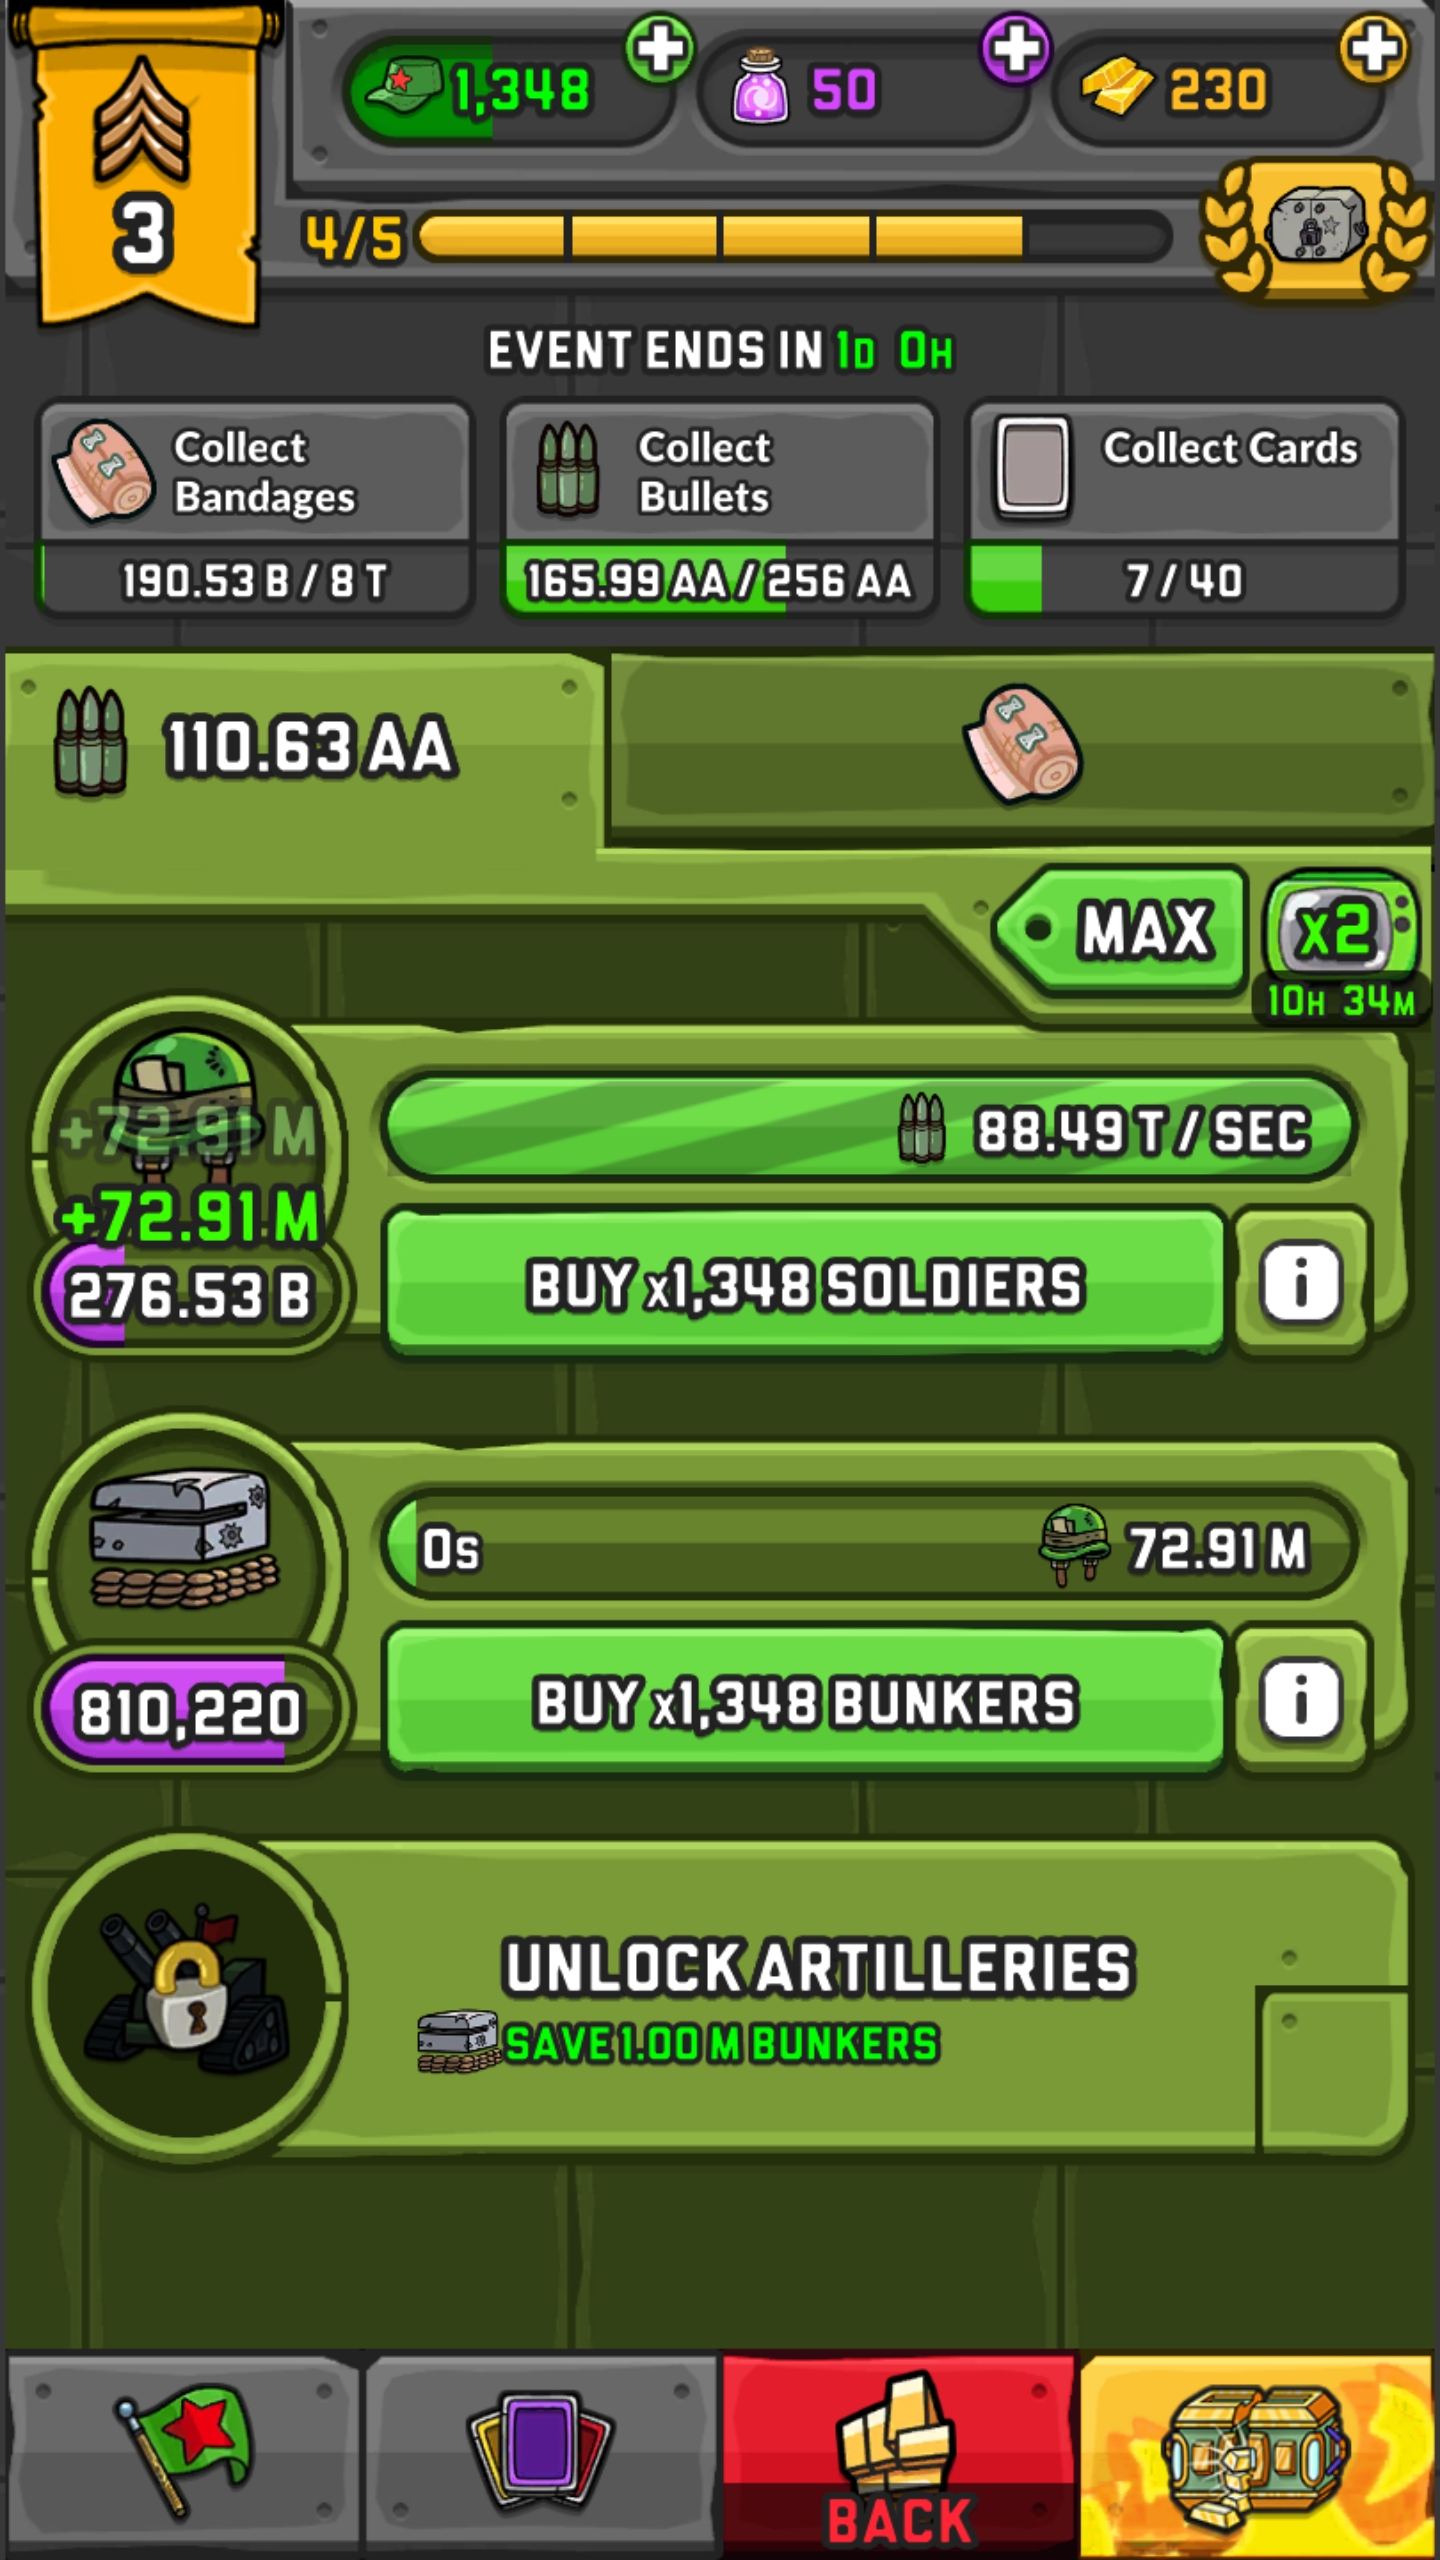 1,348
50
230
3
4/5
EVENT ENDS IN 1D 0H
Collect
Bandages
190.53 B / 8 T
Collect
Bullets
165.99 AA / 256 AA
Collect Cards
7 / 40
110.63 AA
MAX
x2
10H 34M
+72.91 M
+72.91 M
276.53 B
88.49 T / SEC
BUY x1,348 SOLDIERS
i
0s
72.91 M
810,220
BUY x1,348 BUNKERS
i
UNLOCK ARTILLERIES
SAVE 1.00 M BUNKERS
BACK